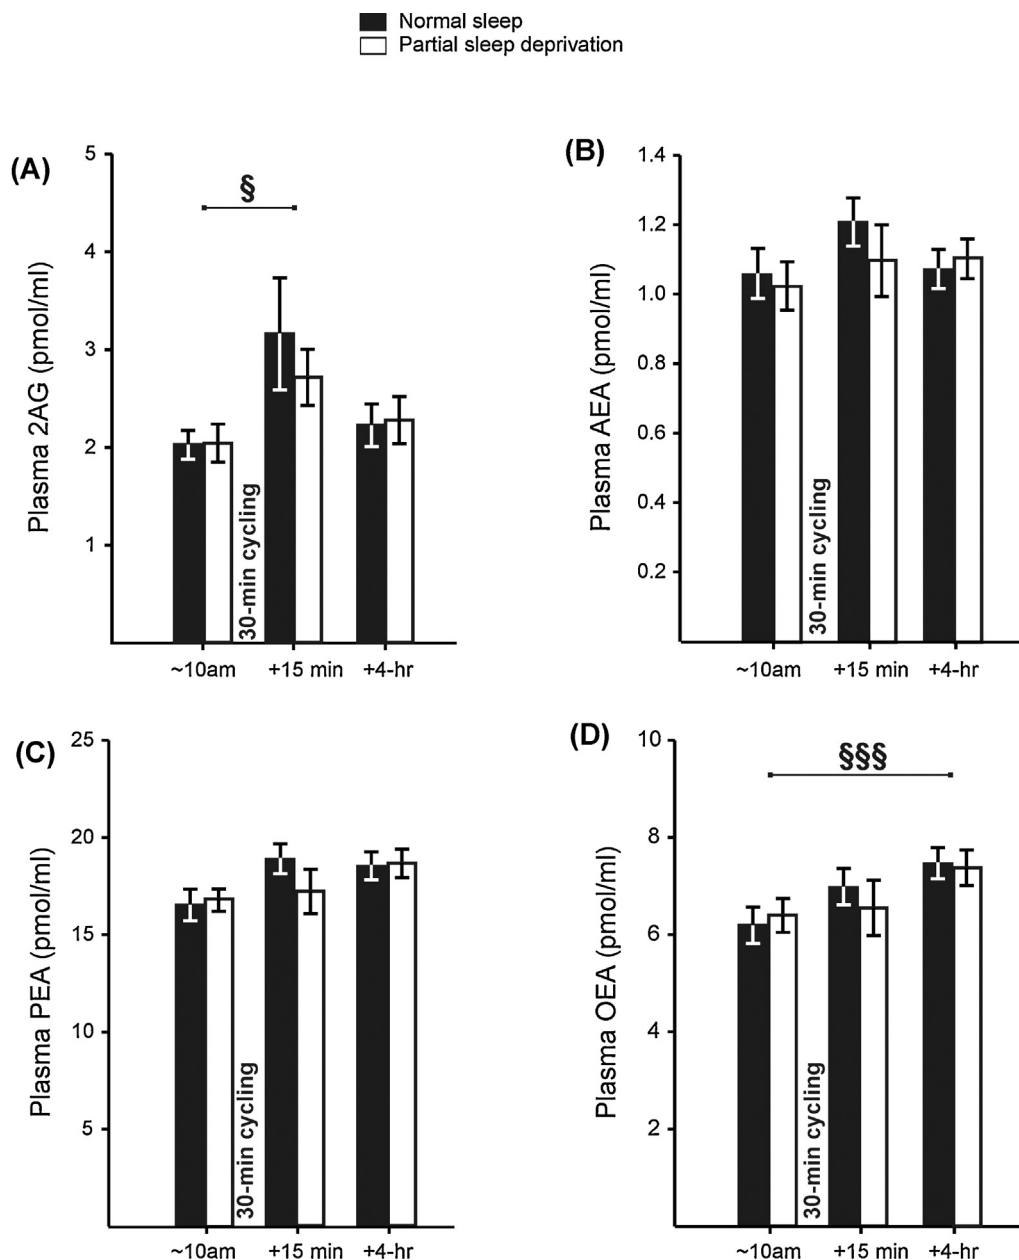 Normal sleep
Partial sleep deprivation
(A)
Plasma 2AG (pmol/ml)
5
4
3
2
1
§
30-min cycling
~10am
+15 min
+4-hr
(B)
Plasma AEA (pmol/ml)
1.4
1.2
1.0
0.8
0.6
0.4
0.2
30-min cycling
~10am
+15 min
+4-hr
(C)
Plasma PEA (pmol/ml)
25
20
15
10
5
30-min cycling
~10am
+15 min
+4-hr
(D)
Plasma OEA (pmol/ml)
10
8
6
4
2
§§§
30-min cycling
~10am
+15 min
+4-hr